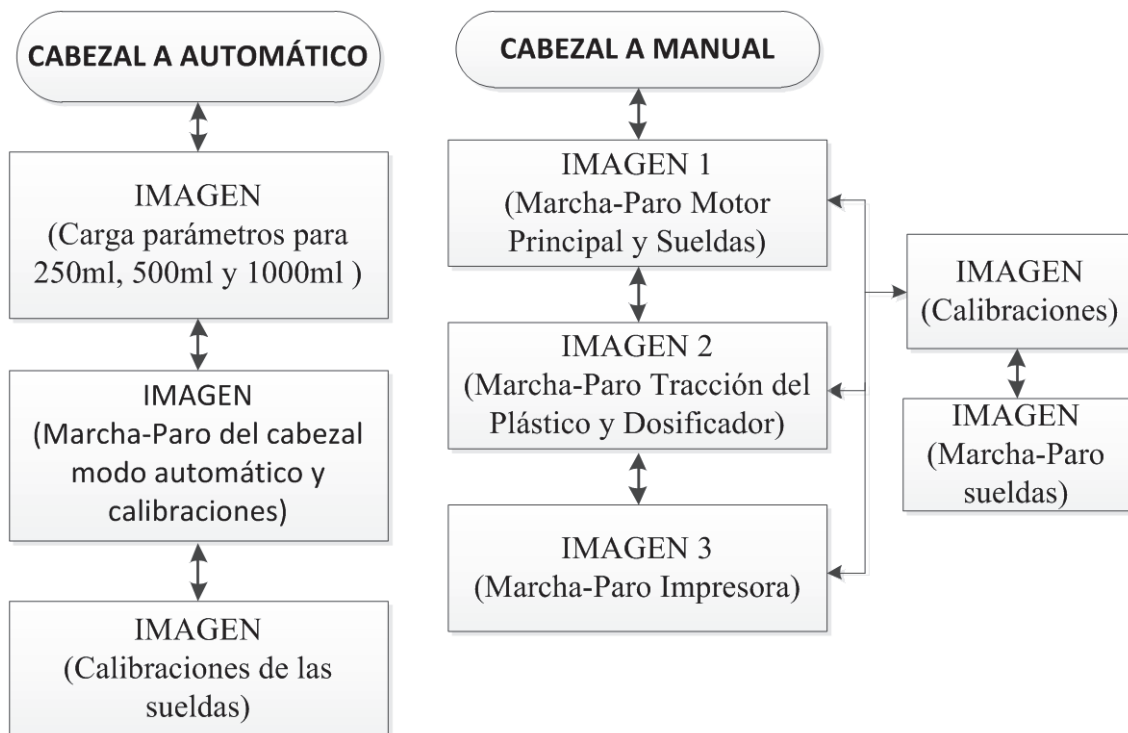 CABEZAL A AUTOMÁTICO
IMAGEN
(Carga parámetros para
250ml, 500ml y 1000ml )
IMAGEN
(Marcha-Paro del cabezal
modo automático y
calibraciones)
IMAGEN
(Calibraciones de las
sueldas)
CABEZAL A MANUAL
IMAGEN 1
(Marcha-Paro Motor
Principal y Sueldas)
IMAGEN 2
(Marcha-Paro Tracción del
Plástico y Dosificador)
IMAGEN 3
(Marcha-Paro Impresora)
IMAGEN
(Calibraciones)
IMAGEN
(Marcha-Paro
sueldas)